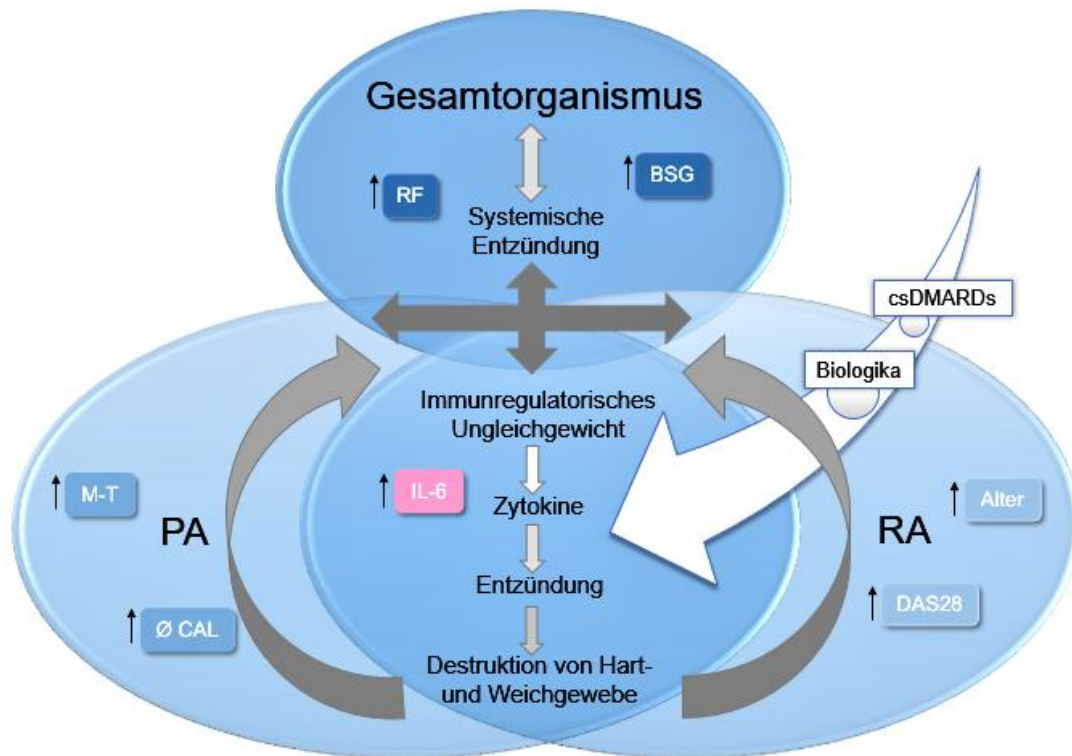 Gesamtorganismus
RF
BSG
Systemische
Entzündung
csDMARDs
Biologika
Immunregulatorisches
Ungleichgewicht
M-T
IL-6
Zytokine
Alter
PA
RA
Entzündung
DAS28
Ø CAL
Destruktion von Hart-
und Weichgewebe